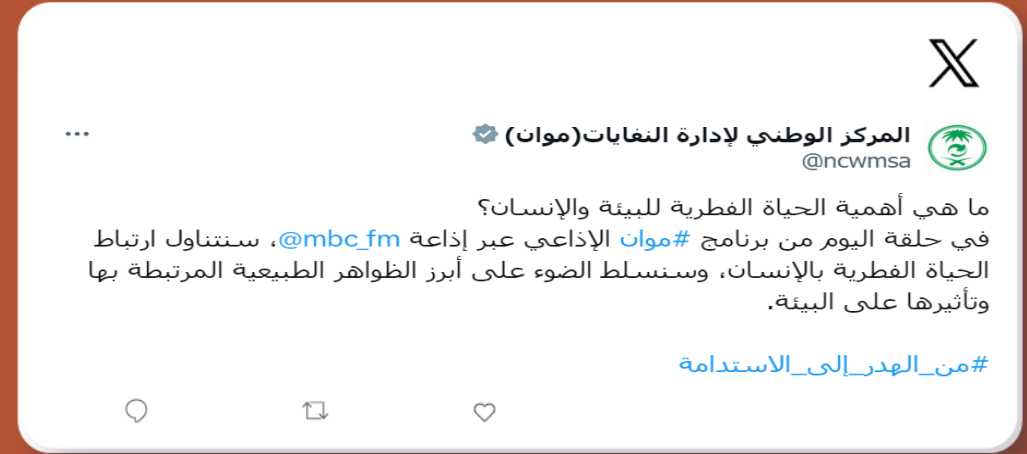 المركز الوطني لإدارة النفايات(موان)
@ncwmsa
ما هي أهمية الحياة الفطرية للبيئة والإنسان؟
في حلقة اليوم من برنامج #موان الإذاعي عبر إذاعة @mbc_fm، سنتناول ارتباط
الحياة الفطرية بالإنسان، وسنسلط الضوء على أبرز الظواهر الطبيعية المرتبطة بها
وتأثيرها على البيئة.
#من_الهدر_إلى_الاستدامة